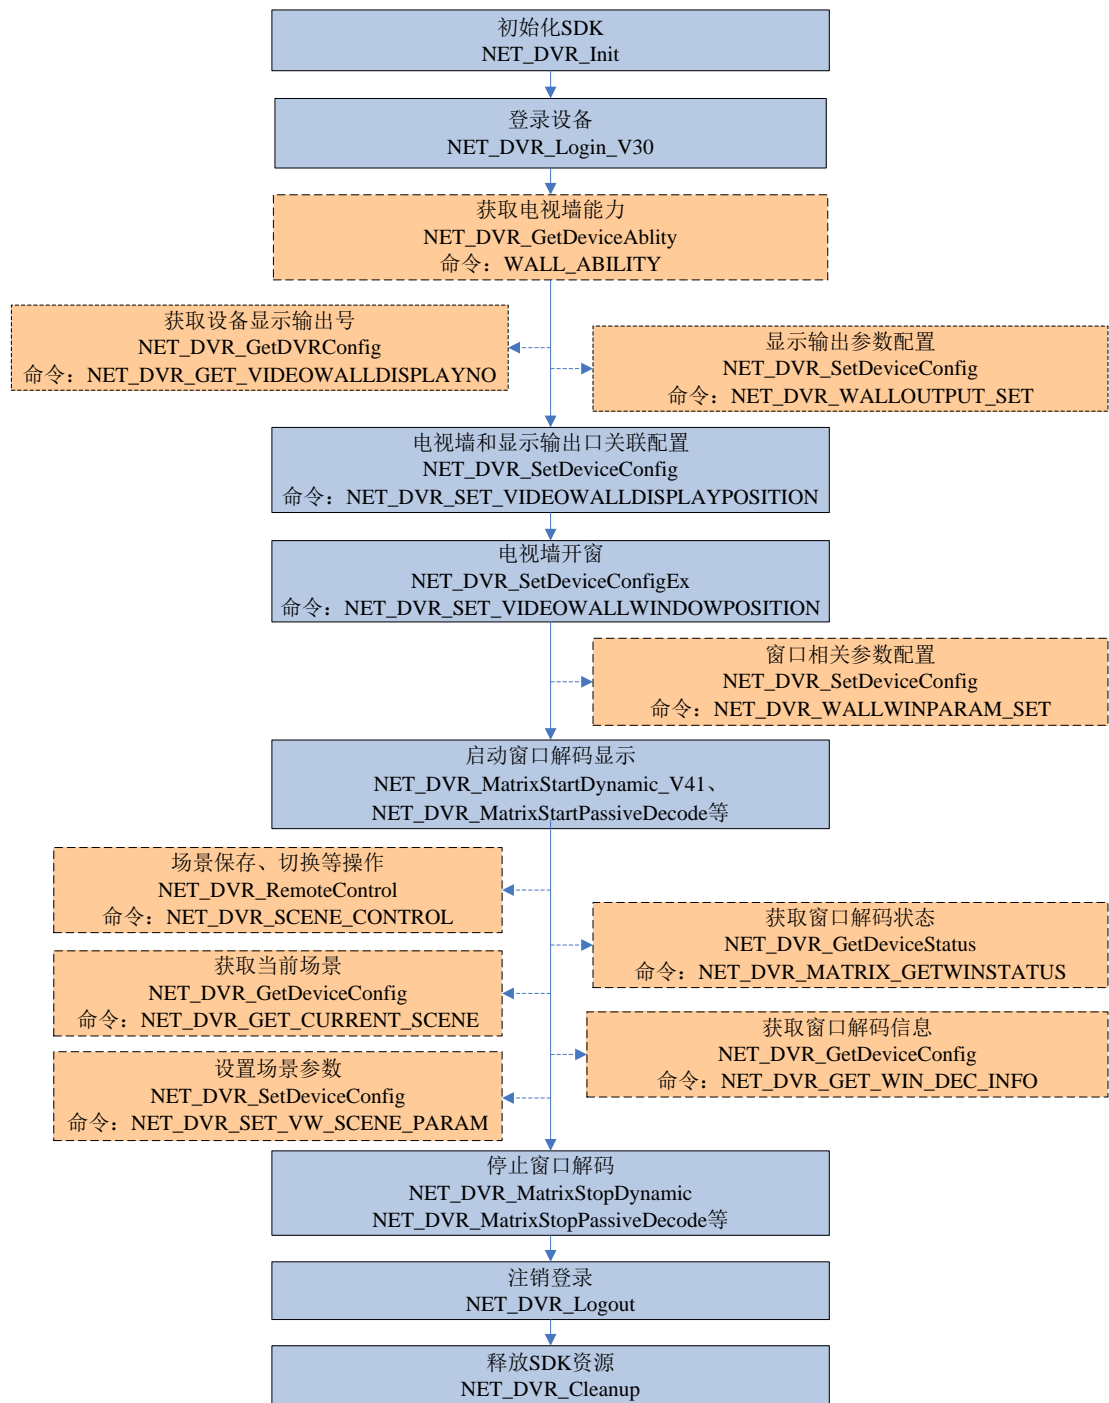 初始化SDK
NET_DVR_Init
登录设备
NET_DVR_Login_V30
获取电视墙能力
NET_DVR_GetDeviceAblity
命令：WALL_ABILITY
获取设备显示输出号
NET_DVR_GetDVRConfig
命令：NET_DVR_GET_VIDEOWALLDISPLAYNO
显示输出参数配置
NET_DVR_SetDeviceConfig
命令：NET_DVR_WALLOUTPUT_SET
电视墙和显示输出口关联配置
NET_DVR_SetDeviceConfig
命令：NET_DVR_SET_VIDEOWALLDISPLAYPOSITION
电视墙开窗
NET_DVR_SetDeviceConfigEx
命令：NET_DVR_SET_VIDEOWALLWINDOWPOSITION
窗口相关参数配置
NET_DVR_SetDeviceConfig
命令：NET_DVR_WALLWINPARAM_SET
启动窗口解码显示
NET_DVR_MatrixStartDynamic_V41、
NET_DVR_MatrixStartPassiveDecode等
场景保存、切换等操作
NET_DVR_RemoteControl
命令：NET_DVR_SCENE_CONTROL
获取窗口解码状态
NET_DVR_GetDeviceStatus
命令：NET_DVR_MATRIX_GETWINSTATUS
获取当前场景
NET_DVR_GetDeviceConfig
命令：NET_DVR_GET_CURRENT_SCENE
获取窗口解码信息
NET_DVR_GetDeviceConfig
命令：NET_DVR_GET_WIN_DEC_INFO
设置场景参数
NET_DVR_SetDeviceConfig
命令：NET_DVR_SET_VW_SCENE_PARAM
停止窗口解码
NET_DVR_MatrixStopDynamic
NET_DVR_MatrixStopPassiveDecode等
注销登录
NET_DVR_Logout
释放SDK资源
NET_DVR_Cleanup